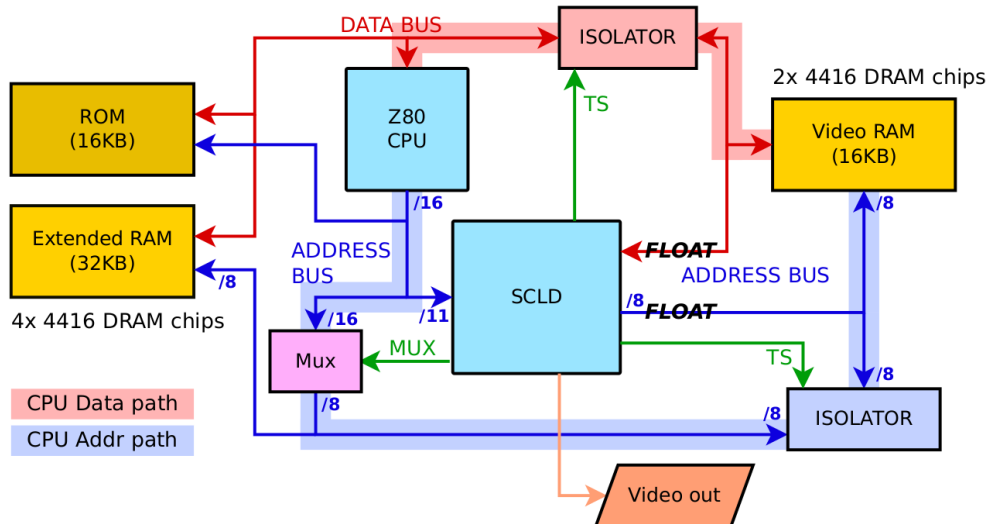 DATA BUS
ISOLATOR
TS
2x 4416 DRAM chips
ROM
(16KB)
Z80
CPU
Video RAM
(16KB)
/16
/8
Extended RAM
(32KB)
ADDRESS
BUS
FLOAT
ADDRESS BUS
/8
SCLD
/8
FLOAT
/11
/16
4x 4416 DRAM chips
MUX
Mux
TS
/8
CPU Data path
/8
/8
ISOLATOR
CPU Addr path
Video out